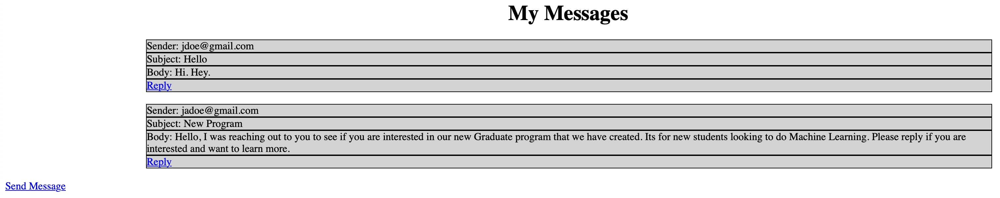 My Messages
Sender: jdoe@gmail.com
Subject: Hello
Body: Hi. Hey.
Reply
Sender: jadoe@gmail.com
Subject: New Program
Body: Hello, I was reaching out to you to see if you are interested in our new Graduate program that we have created. Its for new students looking to do Machine Learning. Please reply if you are
interested and want to learn more.
Reply
Send Message